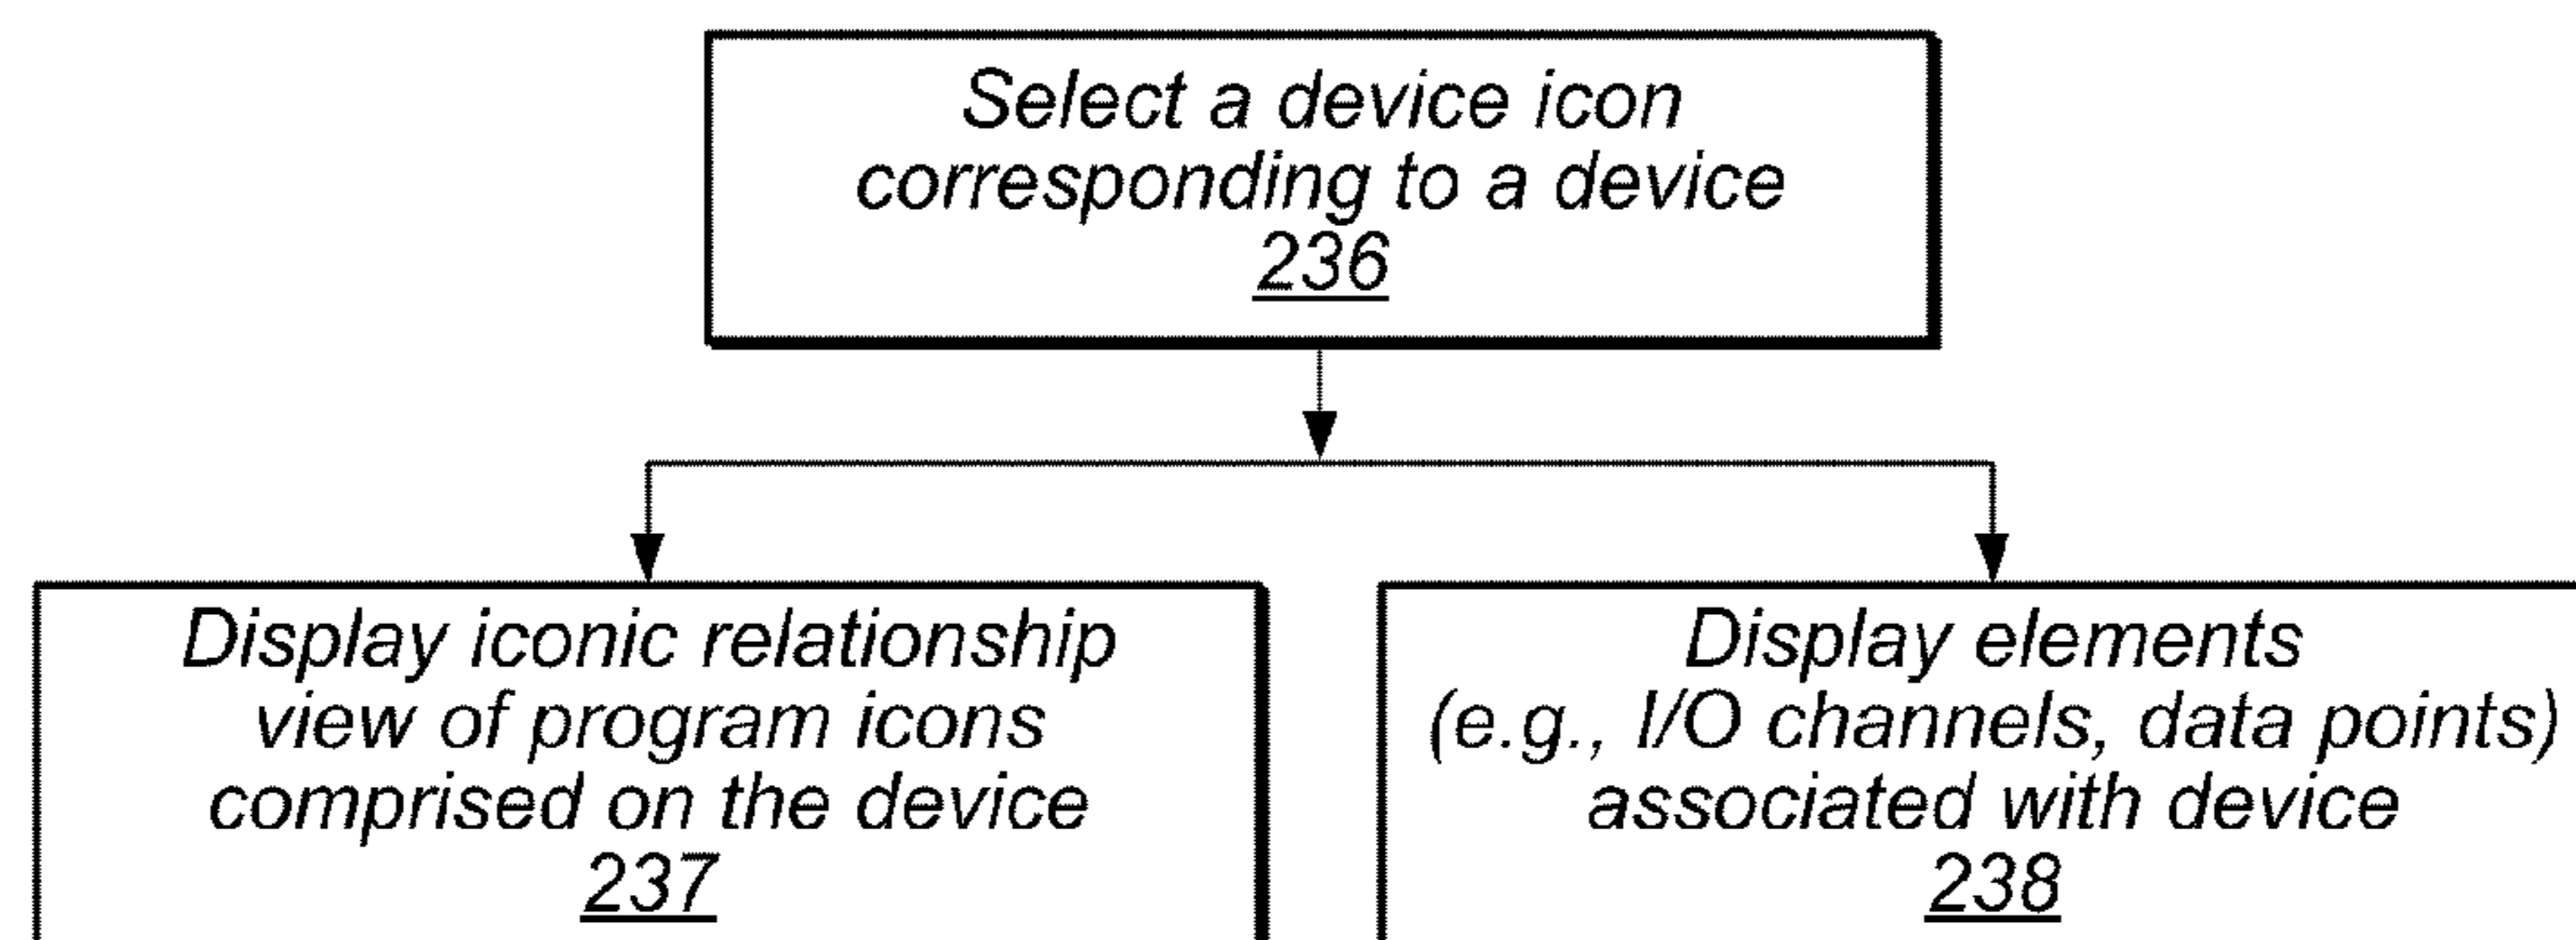 Select a device icon
corresponding to a device
236
Display iconic relationship
view of program icons
comprised on the device
237
Display elements
(e.g., I/O channels, data points)
associated with device
238